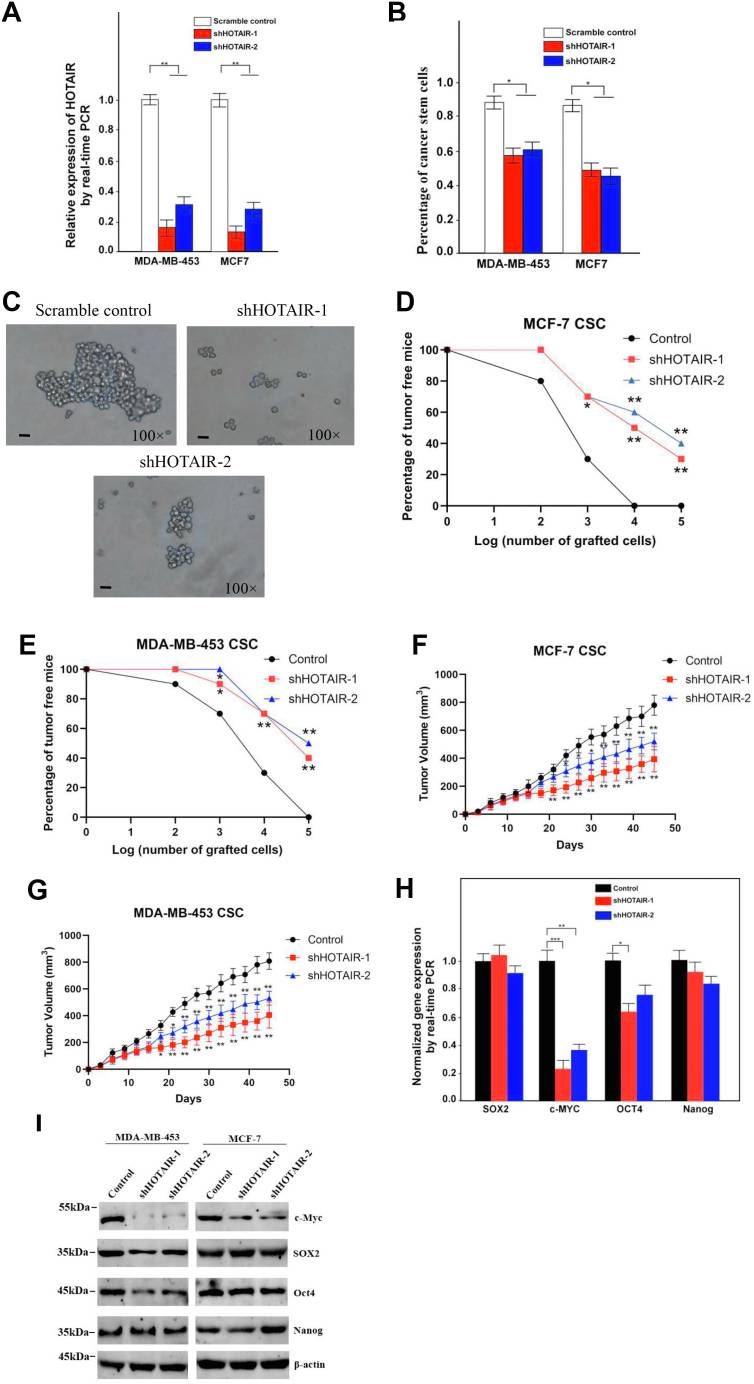 A
Scramble control
shHOTAIR-1
shHOTAIR-2
** **
Relative expression of HOTAIR
by real-time PCR
1.0
0.8
0.6
0.4
0.2
0.0
MDA-MB-453 MCF7
B
Scramble control
shHOTAIR-1
shHOTAIR-2
* *
Percentage of cancer stem cells
1.0
0.8
0.6
0.4
0.2
0.0
MDA-MB-453 MCF7
C
Scramble control shHOTAIR-1
100× 100×
shHOTAIR-2
100×
D
MCF-7 CSC
Control
shHOTAIR-1
shHOTAIR-2
Percentage of tumor free mice
100
80
60
40
20
0
* ** ** ** **
0 1 2 3 4 5
Log (number of grafted cells)
E
MDA-MB-453 CSC
Control
shHOTAIR-1
shHOTAIR-2
Percentage of tumor free mice
100
80
60
40
20
0
* * ** ** **
0 1 2 3 4 5
Log (number of grafted cells)
F
MCF-7 CSC
Control
shHOTAIR-1
shHOTAIR-2
Tumor Volume (mm³)
1000
800
600
400
200
0
** ** ** ** ** ** ** ** **
0 10 20 30 40 50
Days
G
MDA-MB-453 CSC
Control
shHOTAIR-1
shHOTAIR-2
Tumor Volume (mm³)
1000
800
600
400
200
0
* ** ** ** ** ** ** ** ** **
* ** ** ** ** ** ** ** **
0 10 20 30 40 50
Days
H
Control
shHOTAIR-1
shHOTAIR-2
** *** *
Normalized gene expression
by real-time PCR
1.0
0.8
0.6
0.4
0.2
0.0
SOX2 c-MYC OCT4 Nanog
I
MDA-MB-453 MCF-7
Control shHOTAIR-1 shHOTAIR-2 Control shHOTAIR-1 shHOTAIR-2
55kDa c-Myc
35kDa SOX2
45kDa Oct4
35kDa Nanog
45kDa β-actin